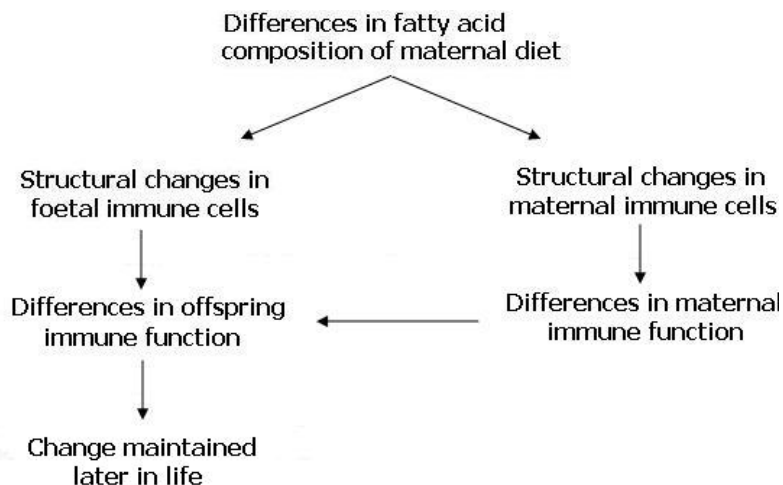 Differences in fatty acid
composition of maternal diet
Structural changes in
foetal immune cells
Structural changes in
maternal immune cells
Differences in offspring
immune function
Differences in maternal
immune function
Change maintained
later in life